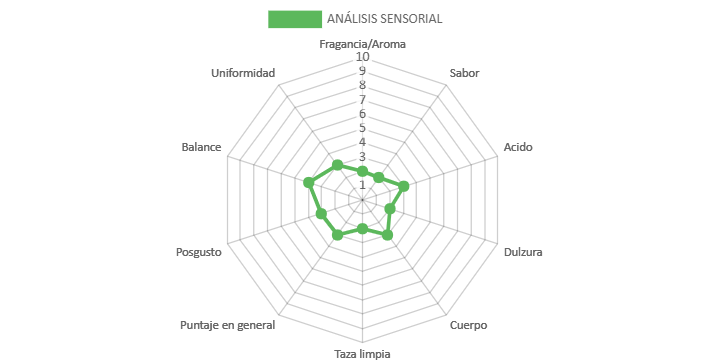 ANÁLISIS SENSORIAL
Fragancia/Aroma
Uniformidad
Sabor
10
9
8
7
6
5
4
3
1
Balance
Acido
Posgusto
Dulzura
Puntaje en general
Cuerpo
Taza limpia